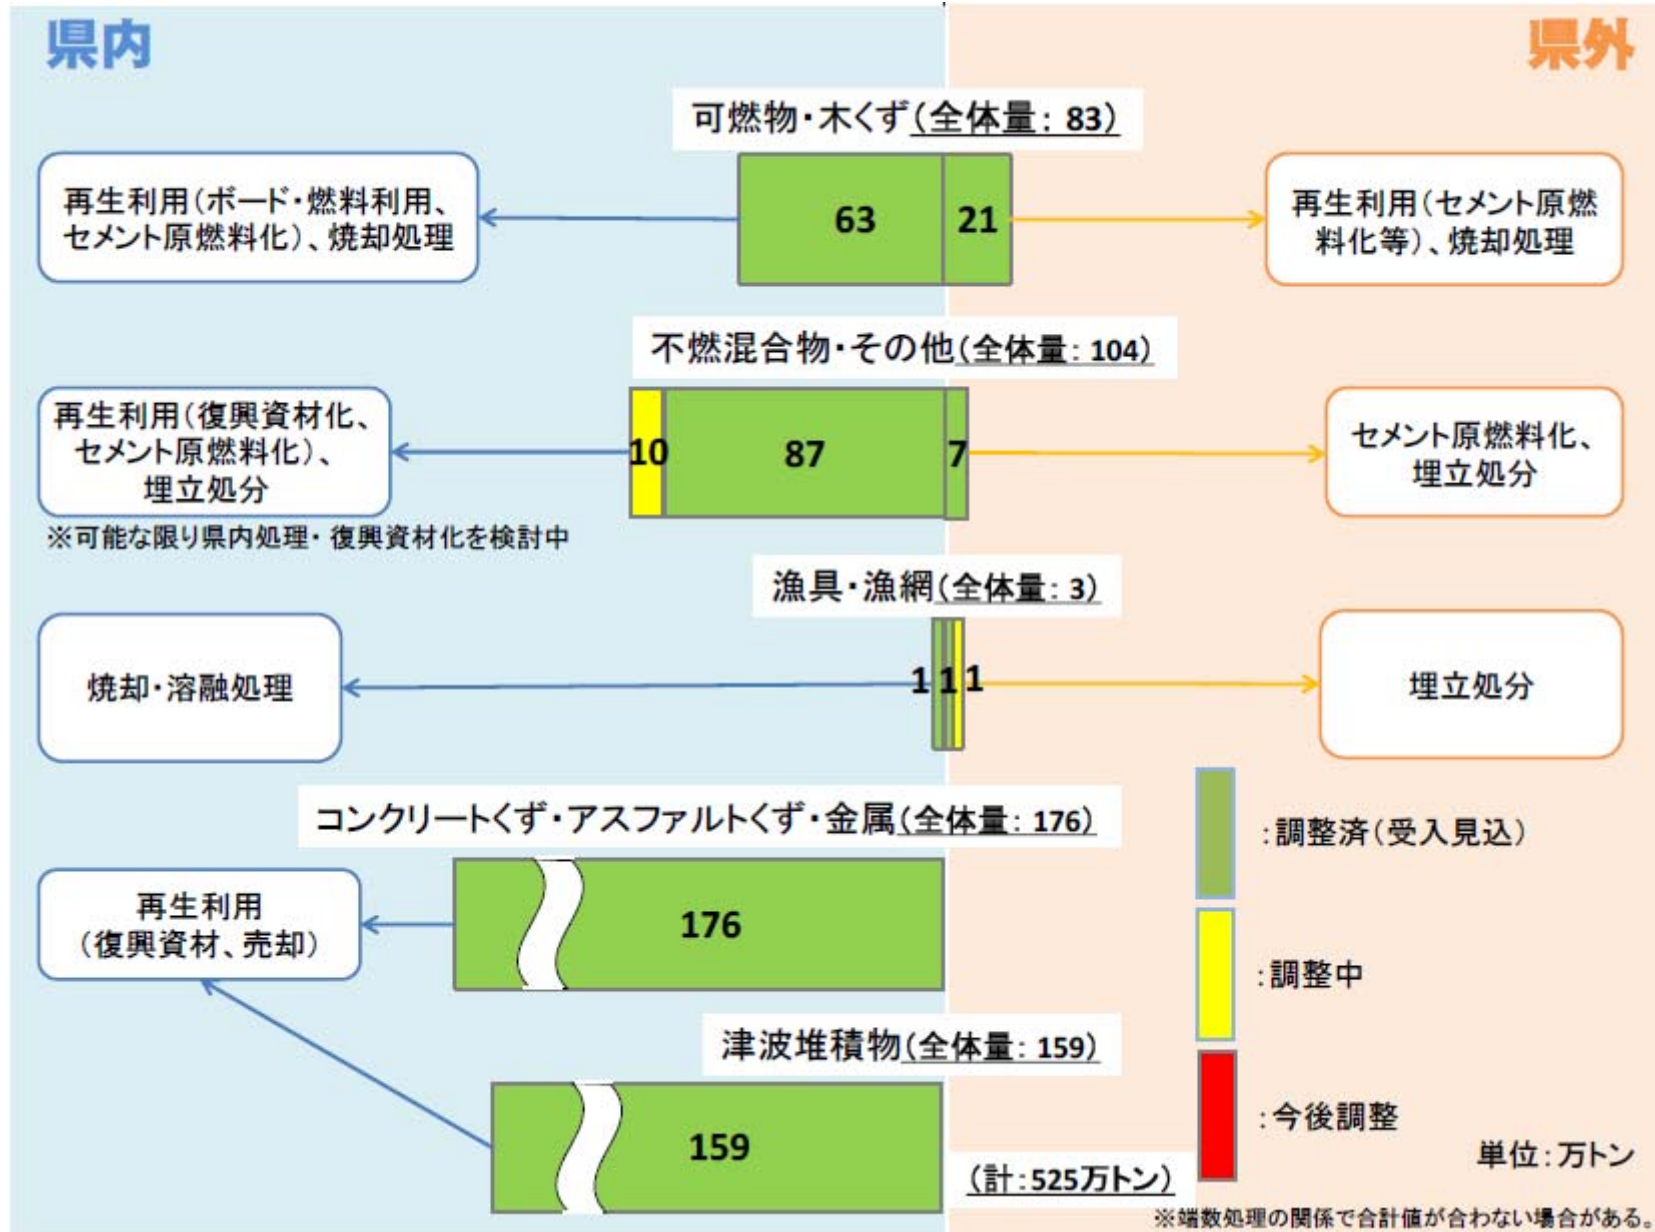 県内
県外
可燃物・木くず(全体量: 83)
再生利用(ボード・燃料利用、
セメント原燃料化)、焼却処理
63
21
再生利用(セメント原燃
料化等)、焼却処理
不燃混合物・その他(全体量: 104)
再生利用(復興資材化、
セメント原燃料化)、
埋立処分
10
87
7
セメント原燃料化、
埋立処分
※可能な限り県内処理・復興資材化を検討中
漁具・漁網(全体量: 3)
焼却・溶融処理
1
1
1
埋立処分
コンクリートくず・アスファルトくず・金属(全体量: 176)
再生利用
(復興資材、売却)
176
:調整済(受入見込)
:調整中
津波堆積物(全体量: 159)
159
:今後調整
(計:525万トン)
単位:万トン
※端数処理の関係で合計値が合わない場合がある。